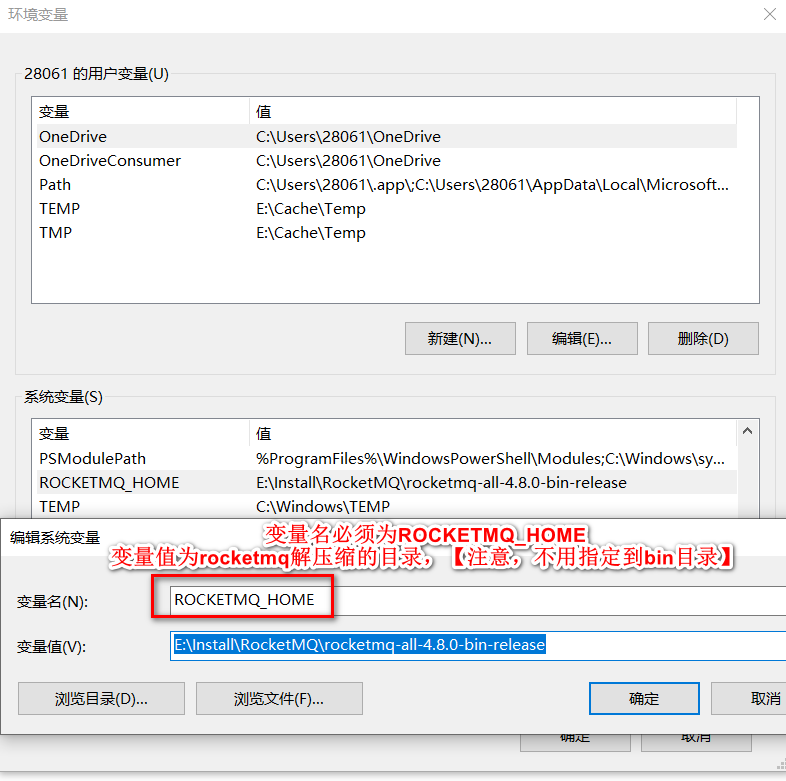 环境变量
28061 的用户变量(U)
变量 值
OneDrive C:\Users\28061\OneDrive
OneDriveConsumer C:\Users\28061\OneDrive
Path C:\Users\28061\.app\;C:\Users\28061\AppData\Local\Microsoft...
TEMP E:\Cache\Temp
TMP E:\Cache\Temp
新建(N)... 编辑(E)... 删除(D)
系统变量(S)
变量 值
PSModulePath %ProgramFiles%\WindowsPowerShell\Modules;C:\Windows\sy...
ROCKETMQ_HOME E:\Install\RocketMQ\rocketmq-all-4.8.0-bin-release
TEMP C:\Windows\TEMP
编辑系统变量
变量名必须为ROCKETMQ_HOME
变量值为rocketmq解压缩的目录，【注意，不用指定到bin目录】
变量名(N): ROCKETMQ_HOME
变量值(V): E:\Install\RocketMQ\rocketmq-all-4.8.0-bin-release
浏览目录(D)... 浏览文件(F)... 确定 取消
确定 取消